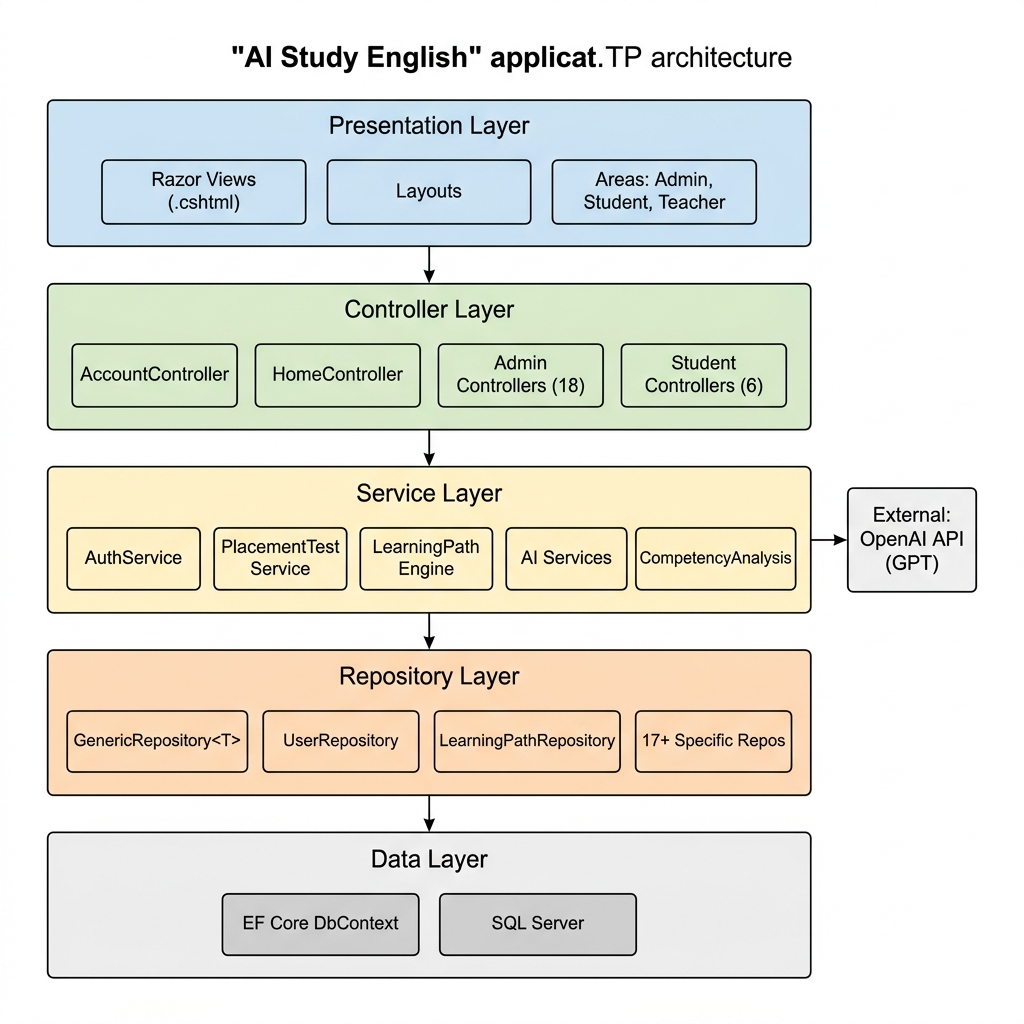 "AI Study English" applicat.TP architecture
Presentation Layer
Razor Views
(.cshtml)
Layouts
Areas: Admin,
Student, Teacher
Controller Layer
AccountController
HomeController
Admin
Controllers (18)
Student
Controllers (6)
Service Layer
AuthService
PlacementTest
Service
LearningPath
Engine
AI Services
CompetencyAnalysis
External:
OpenAI API
(GPT)
Repository Layer
GenericRepository<T>
UserRepository
LearningPathRepository
17+ Specific Repos
Data Layer
EF Core DbContext
SQL Server